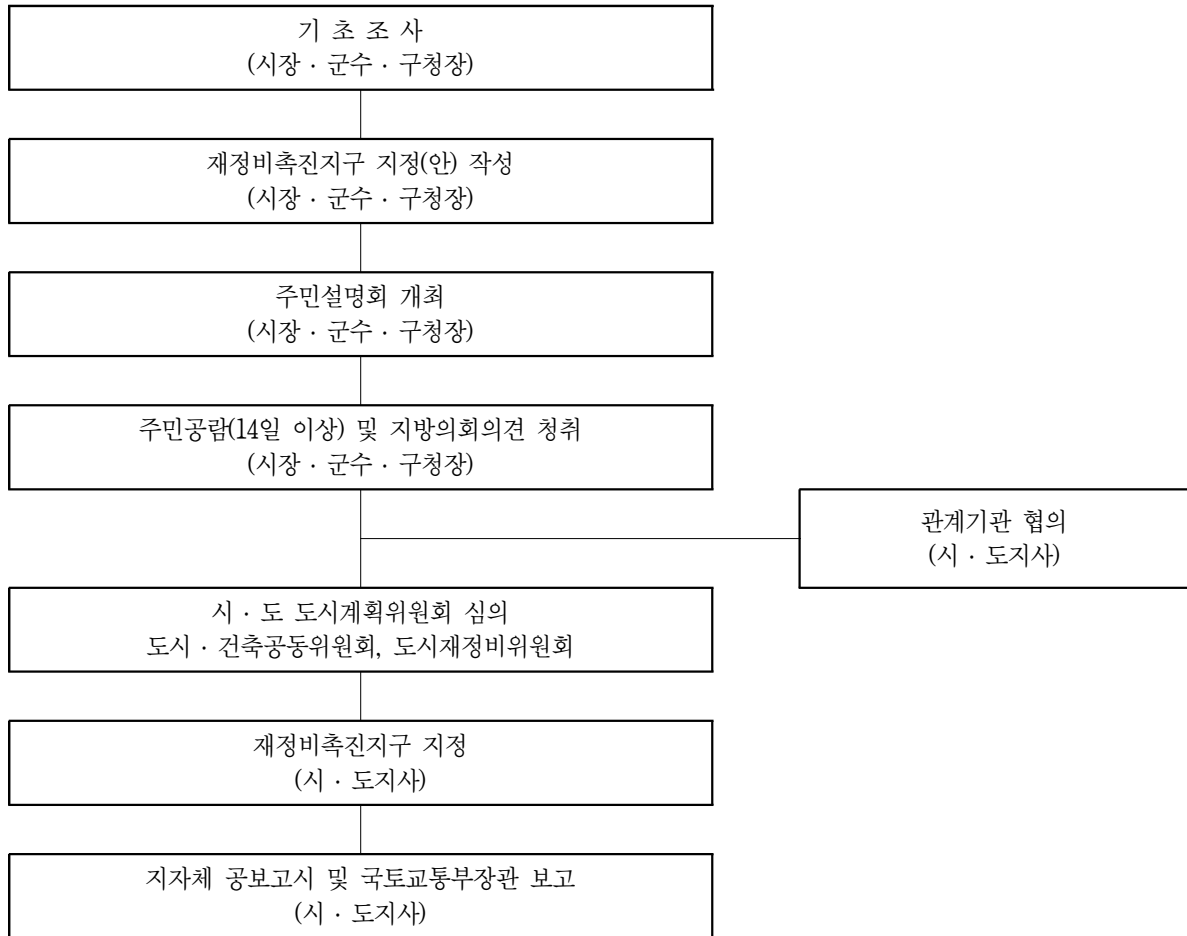 기 초 조 사
(시장 · 군수 · 구청장)
재정비촉진지구 지정(안) 작성
(시장 · 군수 · 구청장)
주민설명회 개최
(시장 · 군수 · 구청장)
주민공람(14일 이상) 및 지방의회의견 청취
(시장 · 군수 · 구청장)
관계기관 협의
(시 · 도지사)
시 · 도 도시계획위원회 심의
도시 · 건축공동위원회, 도시재정비위원회
재정비촉진지구 지정
(시 · 도지사)
지자체 공보고시 및 국토교통부장관 보고
(시 · 도지사)